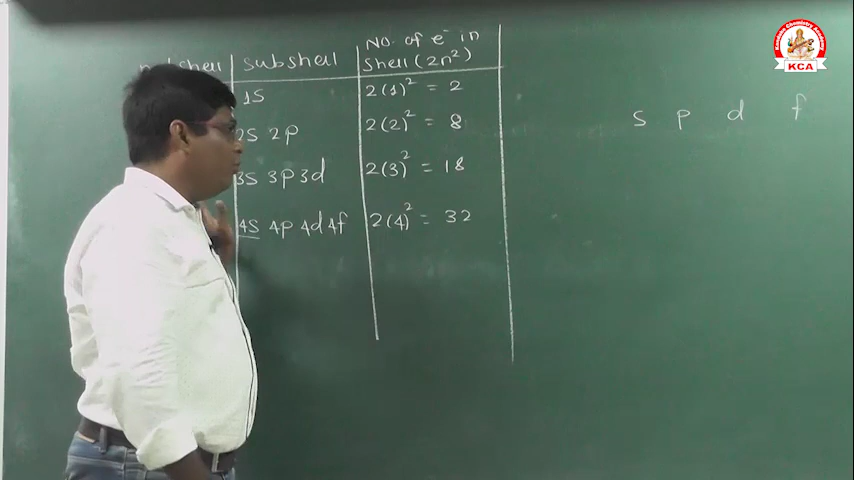 shell subshell No. of e⁻ in
shell (2n²)
1S 2(1)² = 2
2S 2p 2(2)² = 8
3S 3p 3d 2(3)² = 18
4S 4p 4d 4f 2(4)² = 32
s p d f
KCA